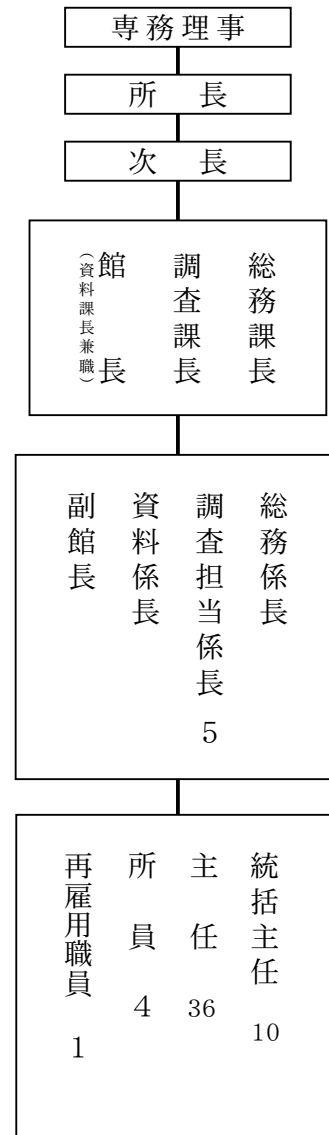 専務理事
所長
次長
総務課長
調査課長
館長
（資料課長兼職）
総務係長
調査担当係長 5
資料係長
副館長
統括主任 10
主任 36
所員 4
再雇用職員 1